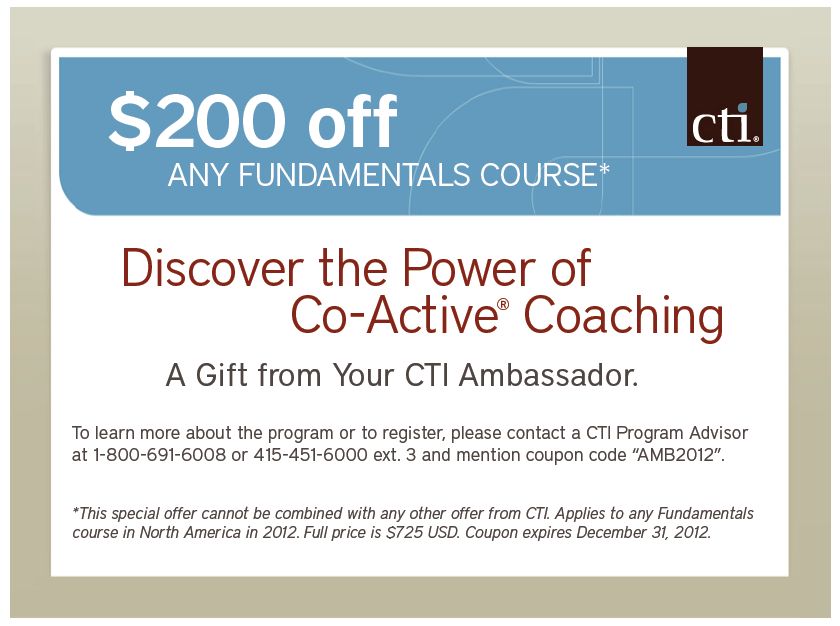 cti®
$200 off
ANY FUNDAMENTALS COURSE*
Discover the Power of
Co-Active® Coaching
A Gift from Your CTI Ambassador.
To learn more about the program or to register, please contact a CTI Program Advisor
at 1-800-691-6008 or 415-451-6000 ext. 3 and mention coupon code “AMB2012”.
*This special offer cannot be combined with any other offer from CTI. Applies to any Fundamentals
course in North America in 2012. Full price is $725 USD. Coupon expires December 31, 2012.